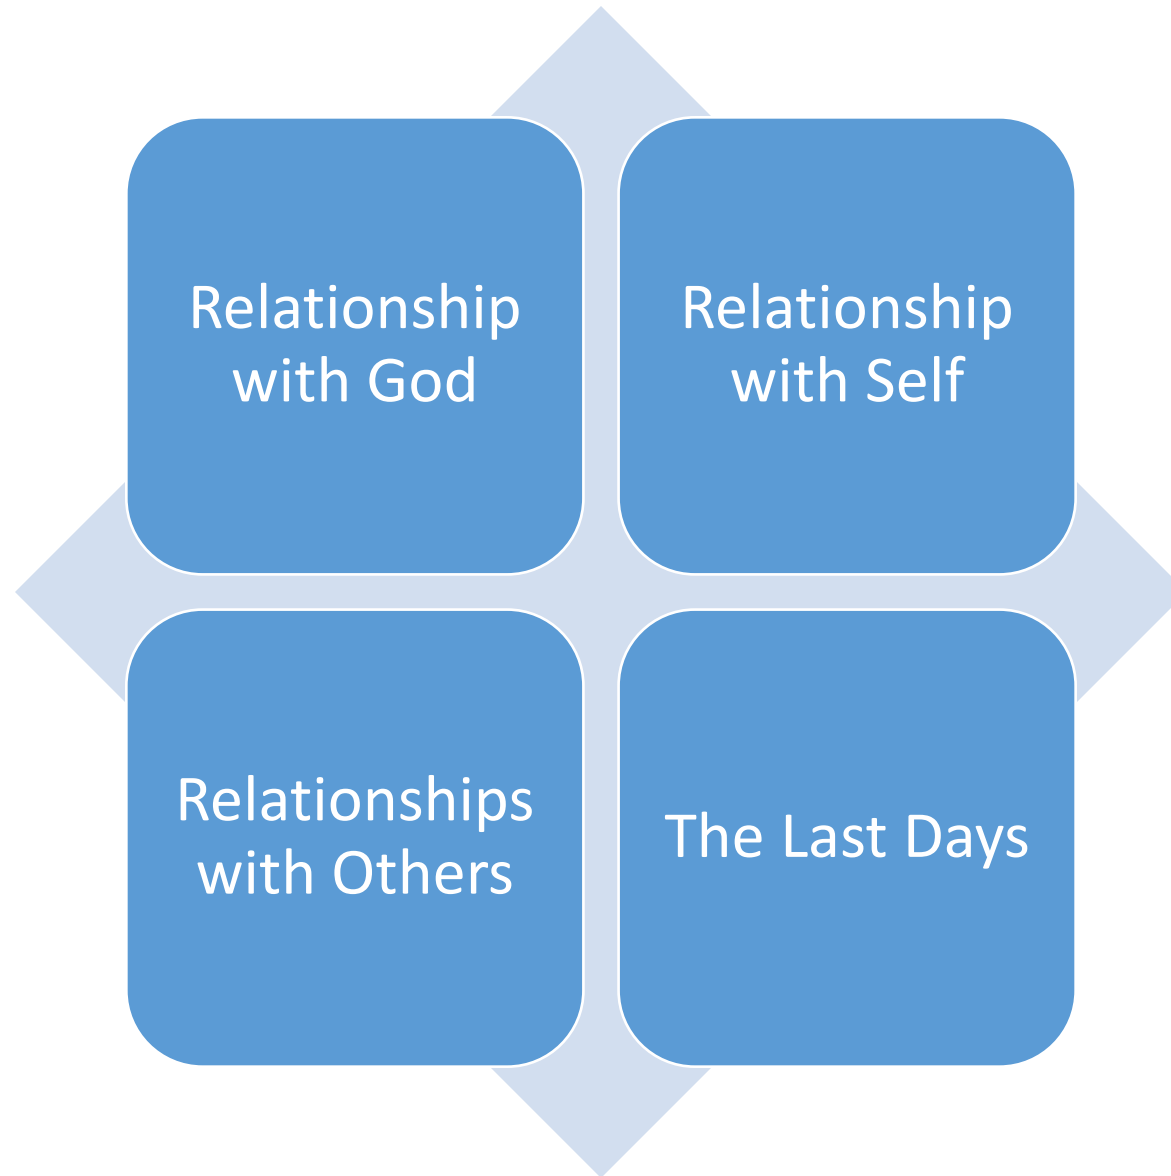 Relationship
with God
Relationship
with Self
Relationships
with Others
The Last Days